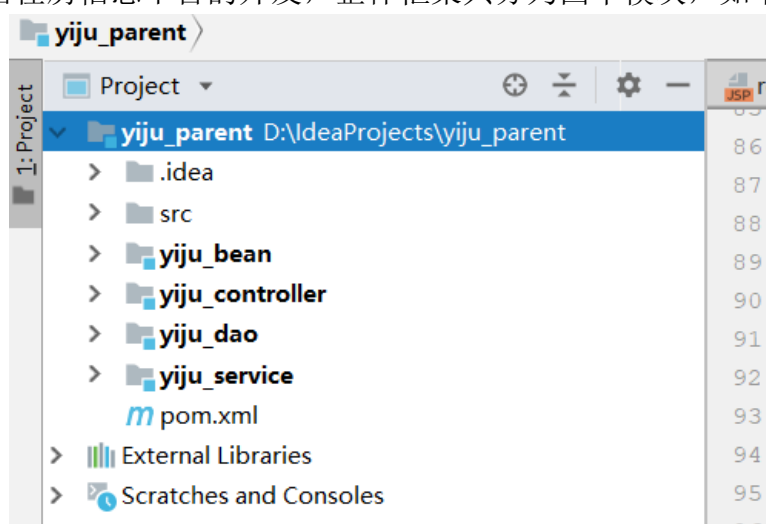 yiju_parent
Project
1: Project
JSP
yiju_parent D:\IdeaProjects\yiju_parent
.idea
src
yiju_bean
yiju_controller
yiju_dao
yiju_service
pom.xml
External Libraries
Scratches and Consoles
86
87
88
89
90
91
92
93
94
95